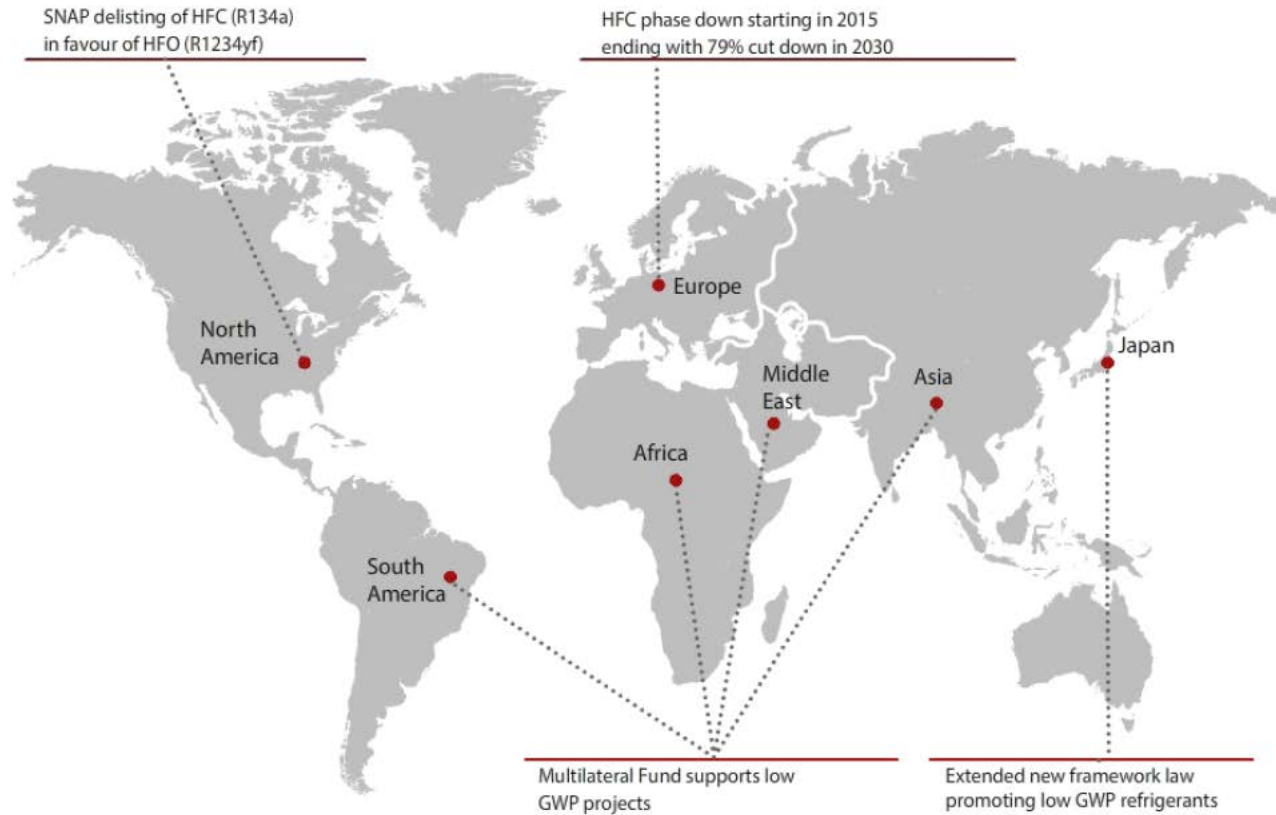 SNAP delisting of HFC (R134a)
in favour of HFO (R1234yf)
HFC phase down starting in 2015
ending with 79% cut down in 2030
Europe
North
America
Japan
Middle
East
Asia
Africa
South
America
Multilateral Fund supports low
GWP projects
Extended new framework law
promoting low GWP refrigerants